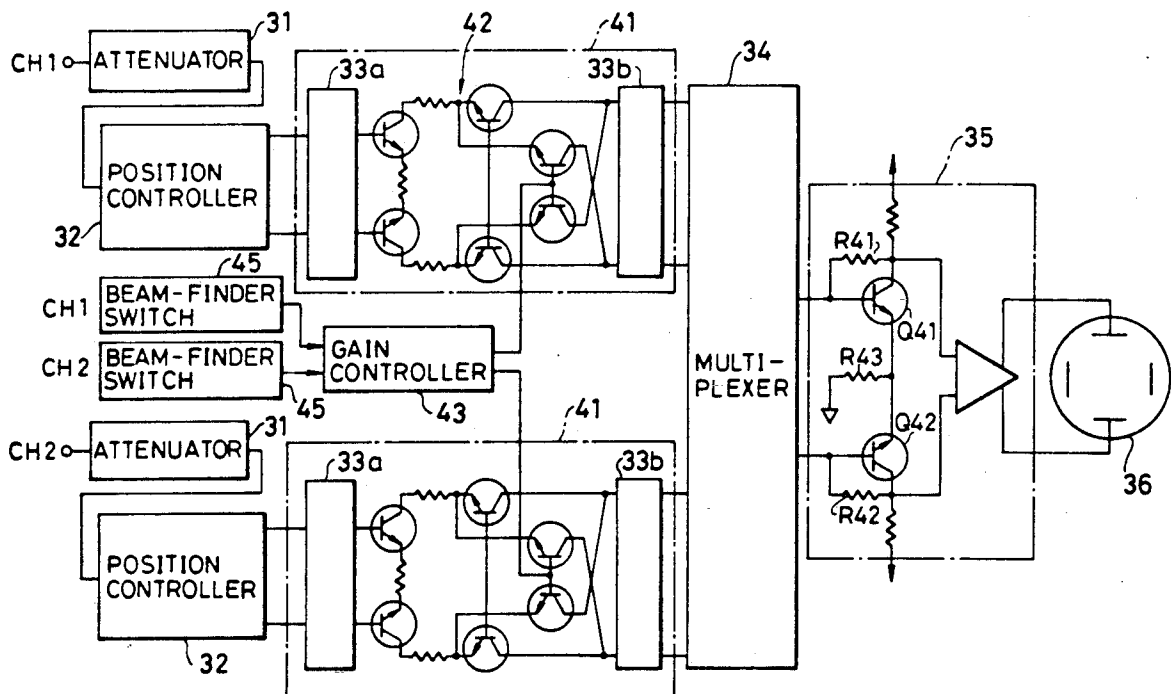 31
41
CH1
ATTENUATOR
42
33a
33b
34
POSITION
CONTROLLER
32
35
45
CH1
BEAM-FINDER
SWITCH
CH2
BEAM-FINDER
SWITCH
45
GAIN
CONTROLLER
43
MULTI-
PLEXER
R41
Q41
R43
Q42
R42
36
31
41
CH2
ATTENUATOR
33a
33b
POSITION
CONTROLLER
32